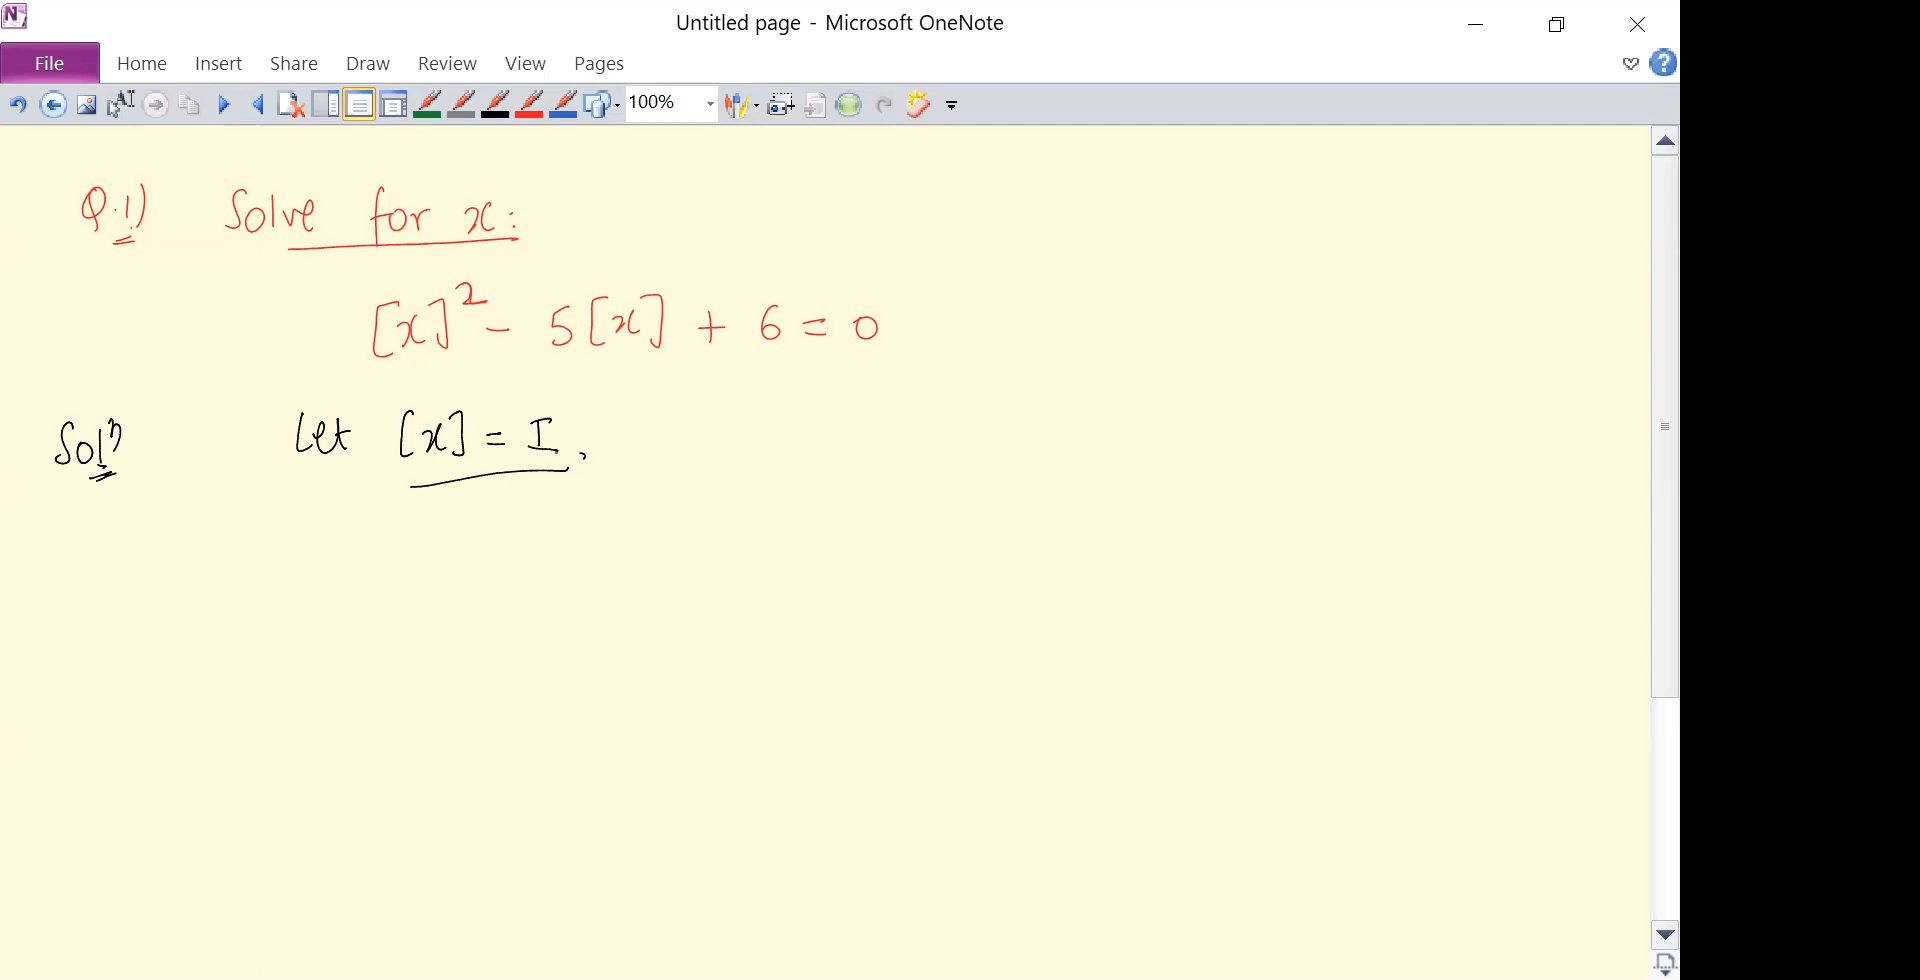 Untitled page - Microsoft OneNote
File Home Insert Share Draw Review View Pages
100%
Q.1) Solve for x:
[x]² - 5[x] + 6 = 0
Solⁿ Let [x] = I,